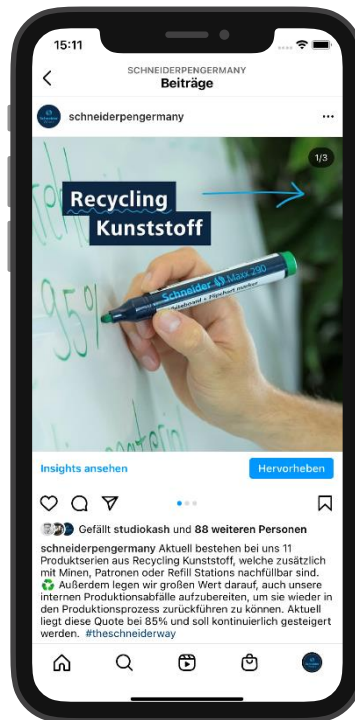 15:11
SCHNEIDERPENGERMANY
Beiträge
schneiderpengermany
1/3
Recycling
Kunststoff
Schneider Maxx 290
Whiteboard + Flipchart marker
95%
Insights ansehen
Hervorheben
Gefällt studiokash und 88 weiteren Personen
schneiderpengermany Aktuell bestehen bei uns 11
Produktserien aus Recycling Kunststoff, welche zusätzlich
mit Minen, Patronen oder Refill Stations nachfüllbar sind.
♻️ Außerdem legen wir großen Wert darauf, auch unsere
internen Produktionsabfälle aufzubereiten, um sie wieder in
den Produktionsprozess zurückführen zu können. Aktuell
liegt diese Quote bei 85% und soll kontinuierlich gesteigert
werden. #theschneiderway